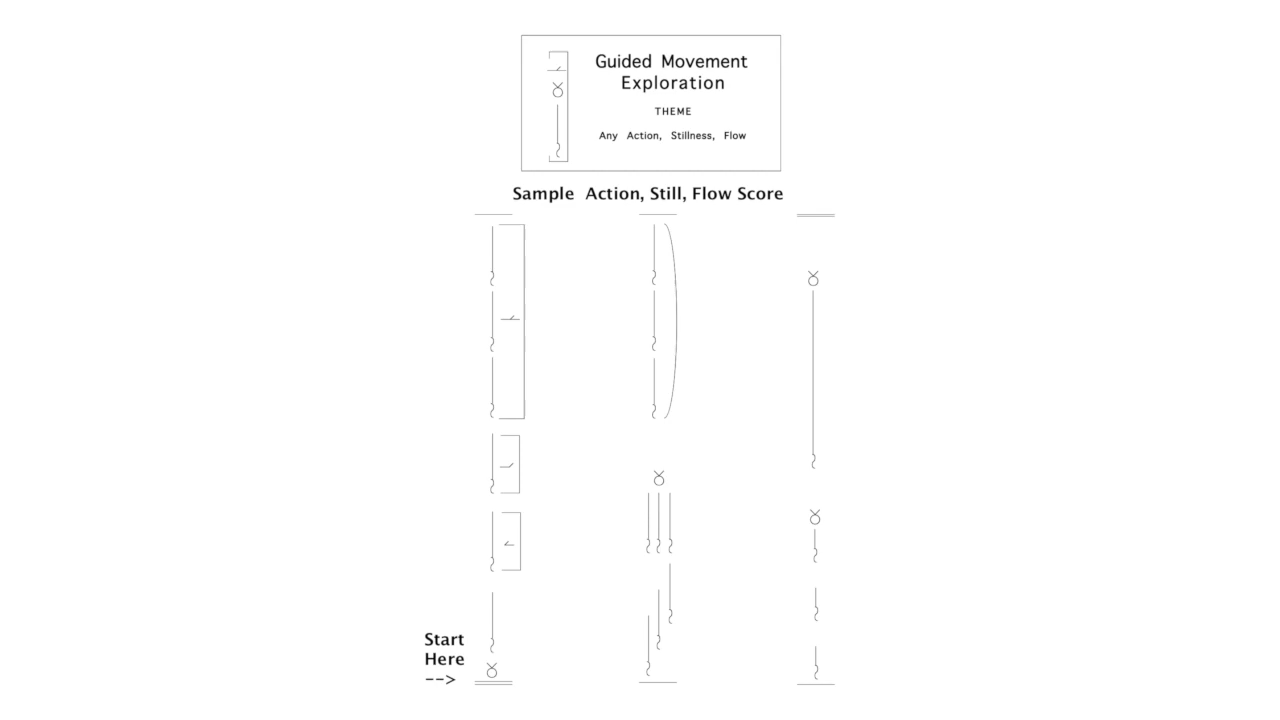 Guided Movement
Exploration
THEME
Any Action, Stillness, Flow
Sample Action, Still, Flow Score
Start
Here
-->